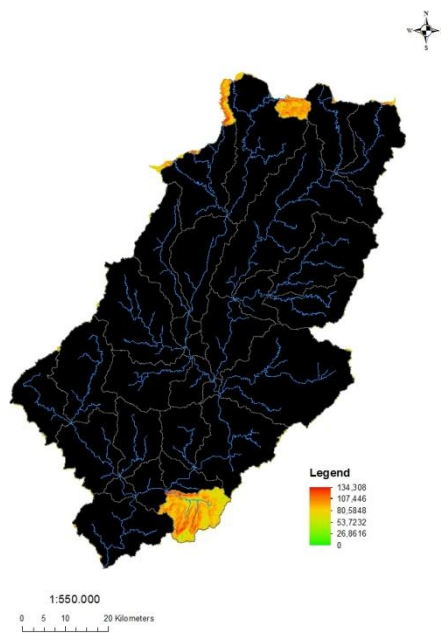 N
W E
S
Legend
134,308
107,446
80,5848
53,7232
26,8616
0
1:550.000
0 5 10 20 Kilometers